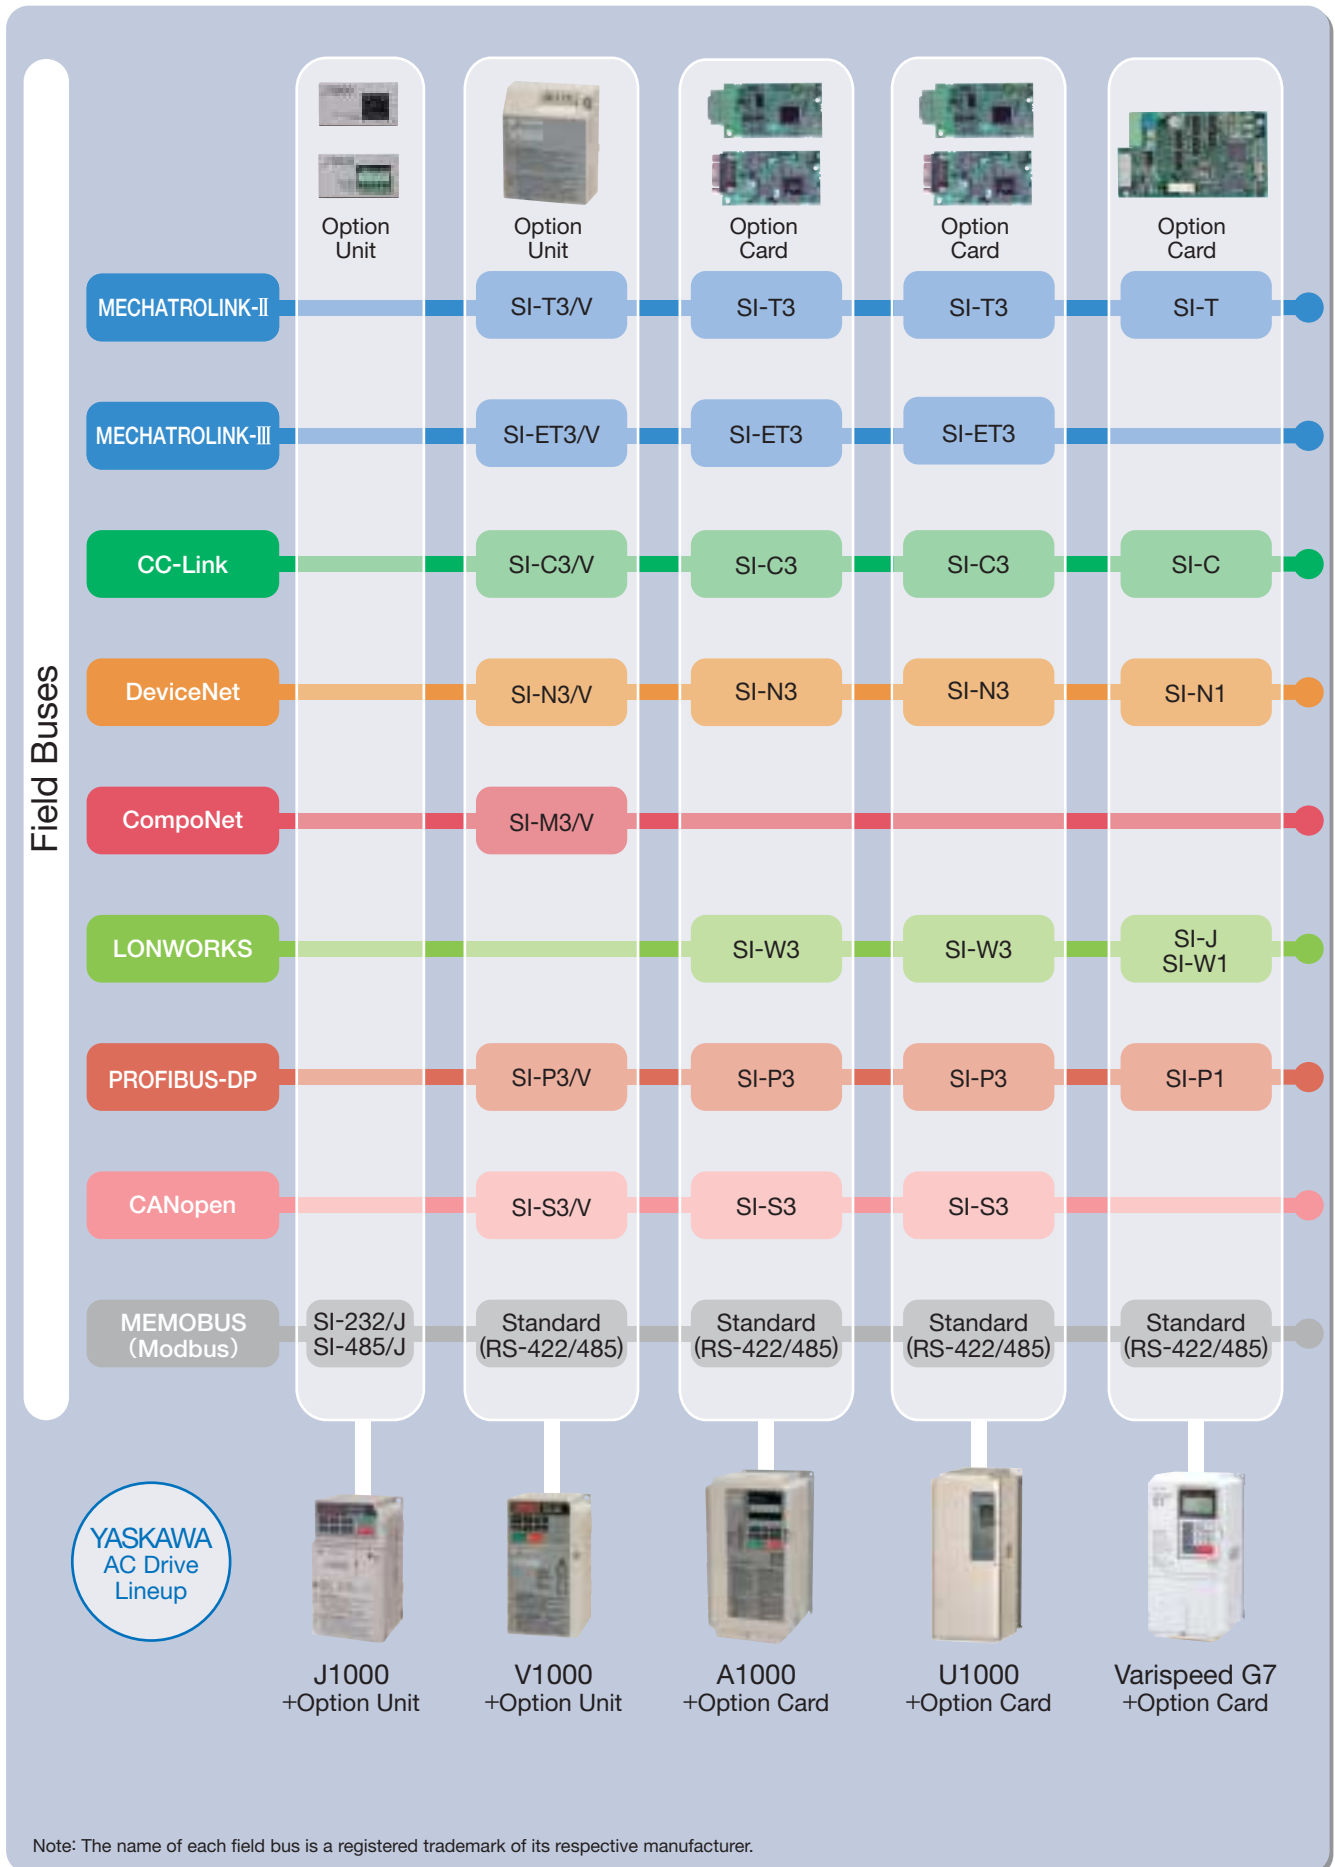 Option
Unit
Option
Unit
Option
Card
Option
Card
Option
Card
Field Buses
MECHATROLINK-Ⅱ
SI-T3/V
SI-T3
SI-T3
SI-T
MECHATROLINK-Ⅲ
SI-ET3/V
SI-ET3
SI-ET3
CC-Link
SI-C3/V
SI-C3
SI-C3
SI-C
DeviceNet
SI-N3/V
SI-N3
SI-N3
SI-N1
CompoNet
SI-M3/V
LONWORKS
SI-W3
SI-W3
SI-J
SI-W1
PROFIBUS-DP
SI-P3/V
SI-P3
SI-P3
SI-P1
CANopen
SI-S3/V
SI-S3
SI-S3
MEMOBUS
(Modbus)
SI-232/J
SI-485/J
Standard
(RS-422/485)
Standard
(RS-422/485)
Standard
(RS-422/485)
Standard
(RS-422/485)
YASKAWA
AC Drive
Lineup
J1000
+Option Unit
V1000
+Option Unit
A1000
+Option Card
U1000
+Option Card
Varispeed G7
+Option Card
Note: The name of each field bus is a registered trademark of its respective manufacturer.